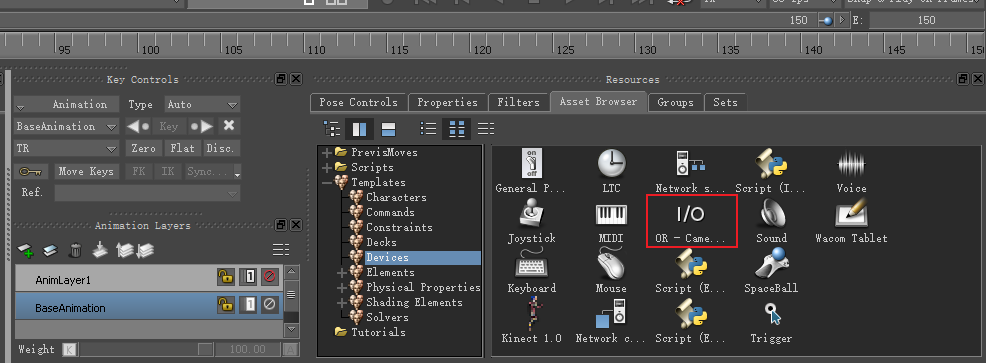 150 E: 150
95 100 105 110 115 120 125 130 135 140 145 150
Key Controls
Animation Type Auto
BaseAnimation Key
TR Zero Flat Disc.
Move Keys FK IK Sync...
Ref.
Animation Layers
AnimLayer1
BaseAnimation
Weight K 100.00 A
Resources
Pose Controls Properties Filters Asset Browser Groups Sets
PrevisMoves
Scripts
Templates
Characters
Commands
Constraints
Decks
Devices
Elements
Physical Properties
Shading Elements
Solvers
Tutorials
on
off
General P... LTC Network s... Script (I... Voice
I/O
Joystick MIDI OR - Came... Sound Wacom Tablet
Keyboard Mouse Script (E... SpaceBall
Kinect 1.0 Network c... Script (E... Trigger